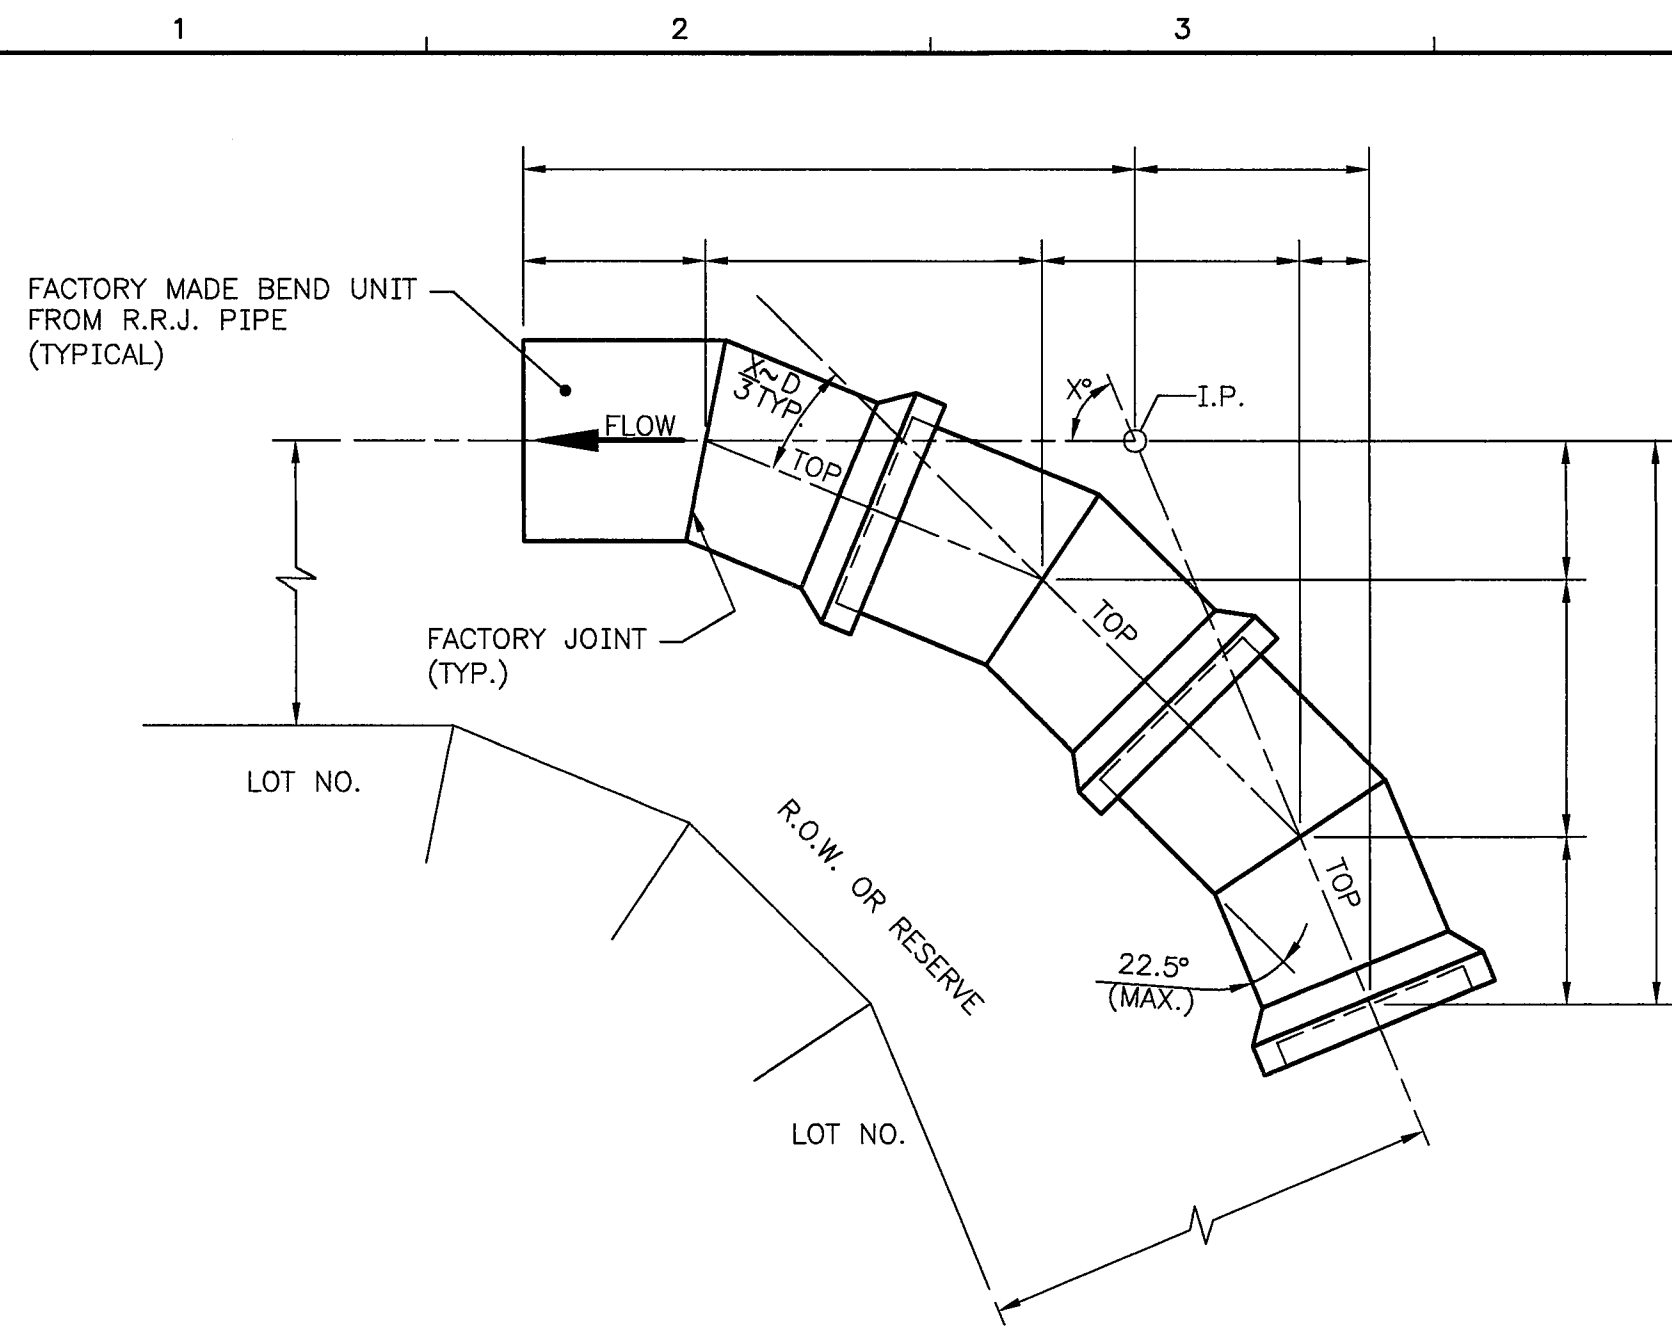 1 2 3
FACTORY MADE BEND UNIT
FROM R.R.J. PIPE
(TYPICAL)
X~D
3 TYP.
X°
I.P.
FLOW
TOP
TOP
FACTORY JOINT
(TYP.)
LOT NO.
R.O.W. OR RESERVE
TOP
22.5°
(MAX.)
LOT NO.